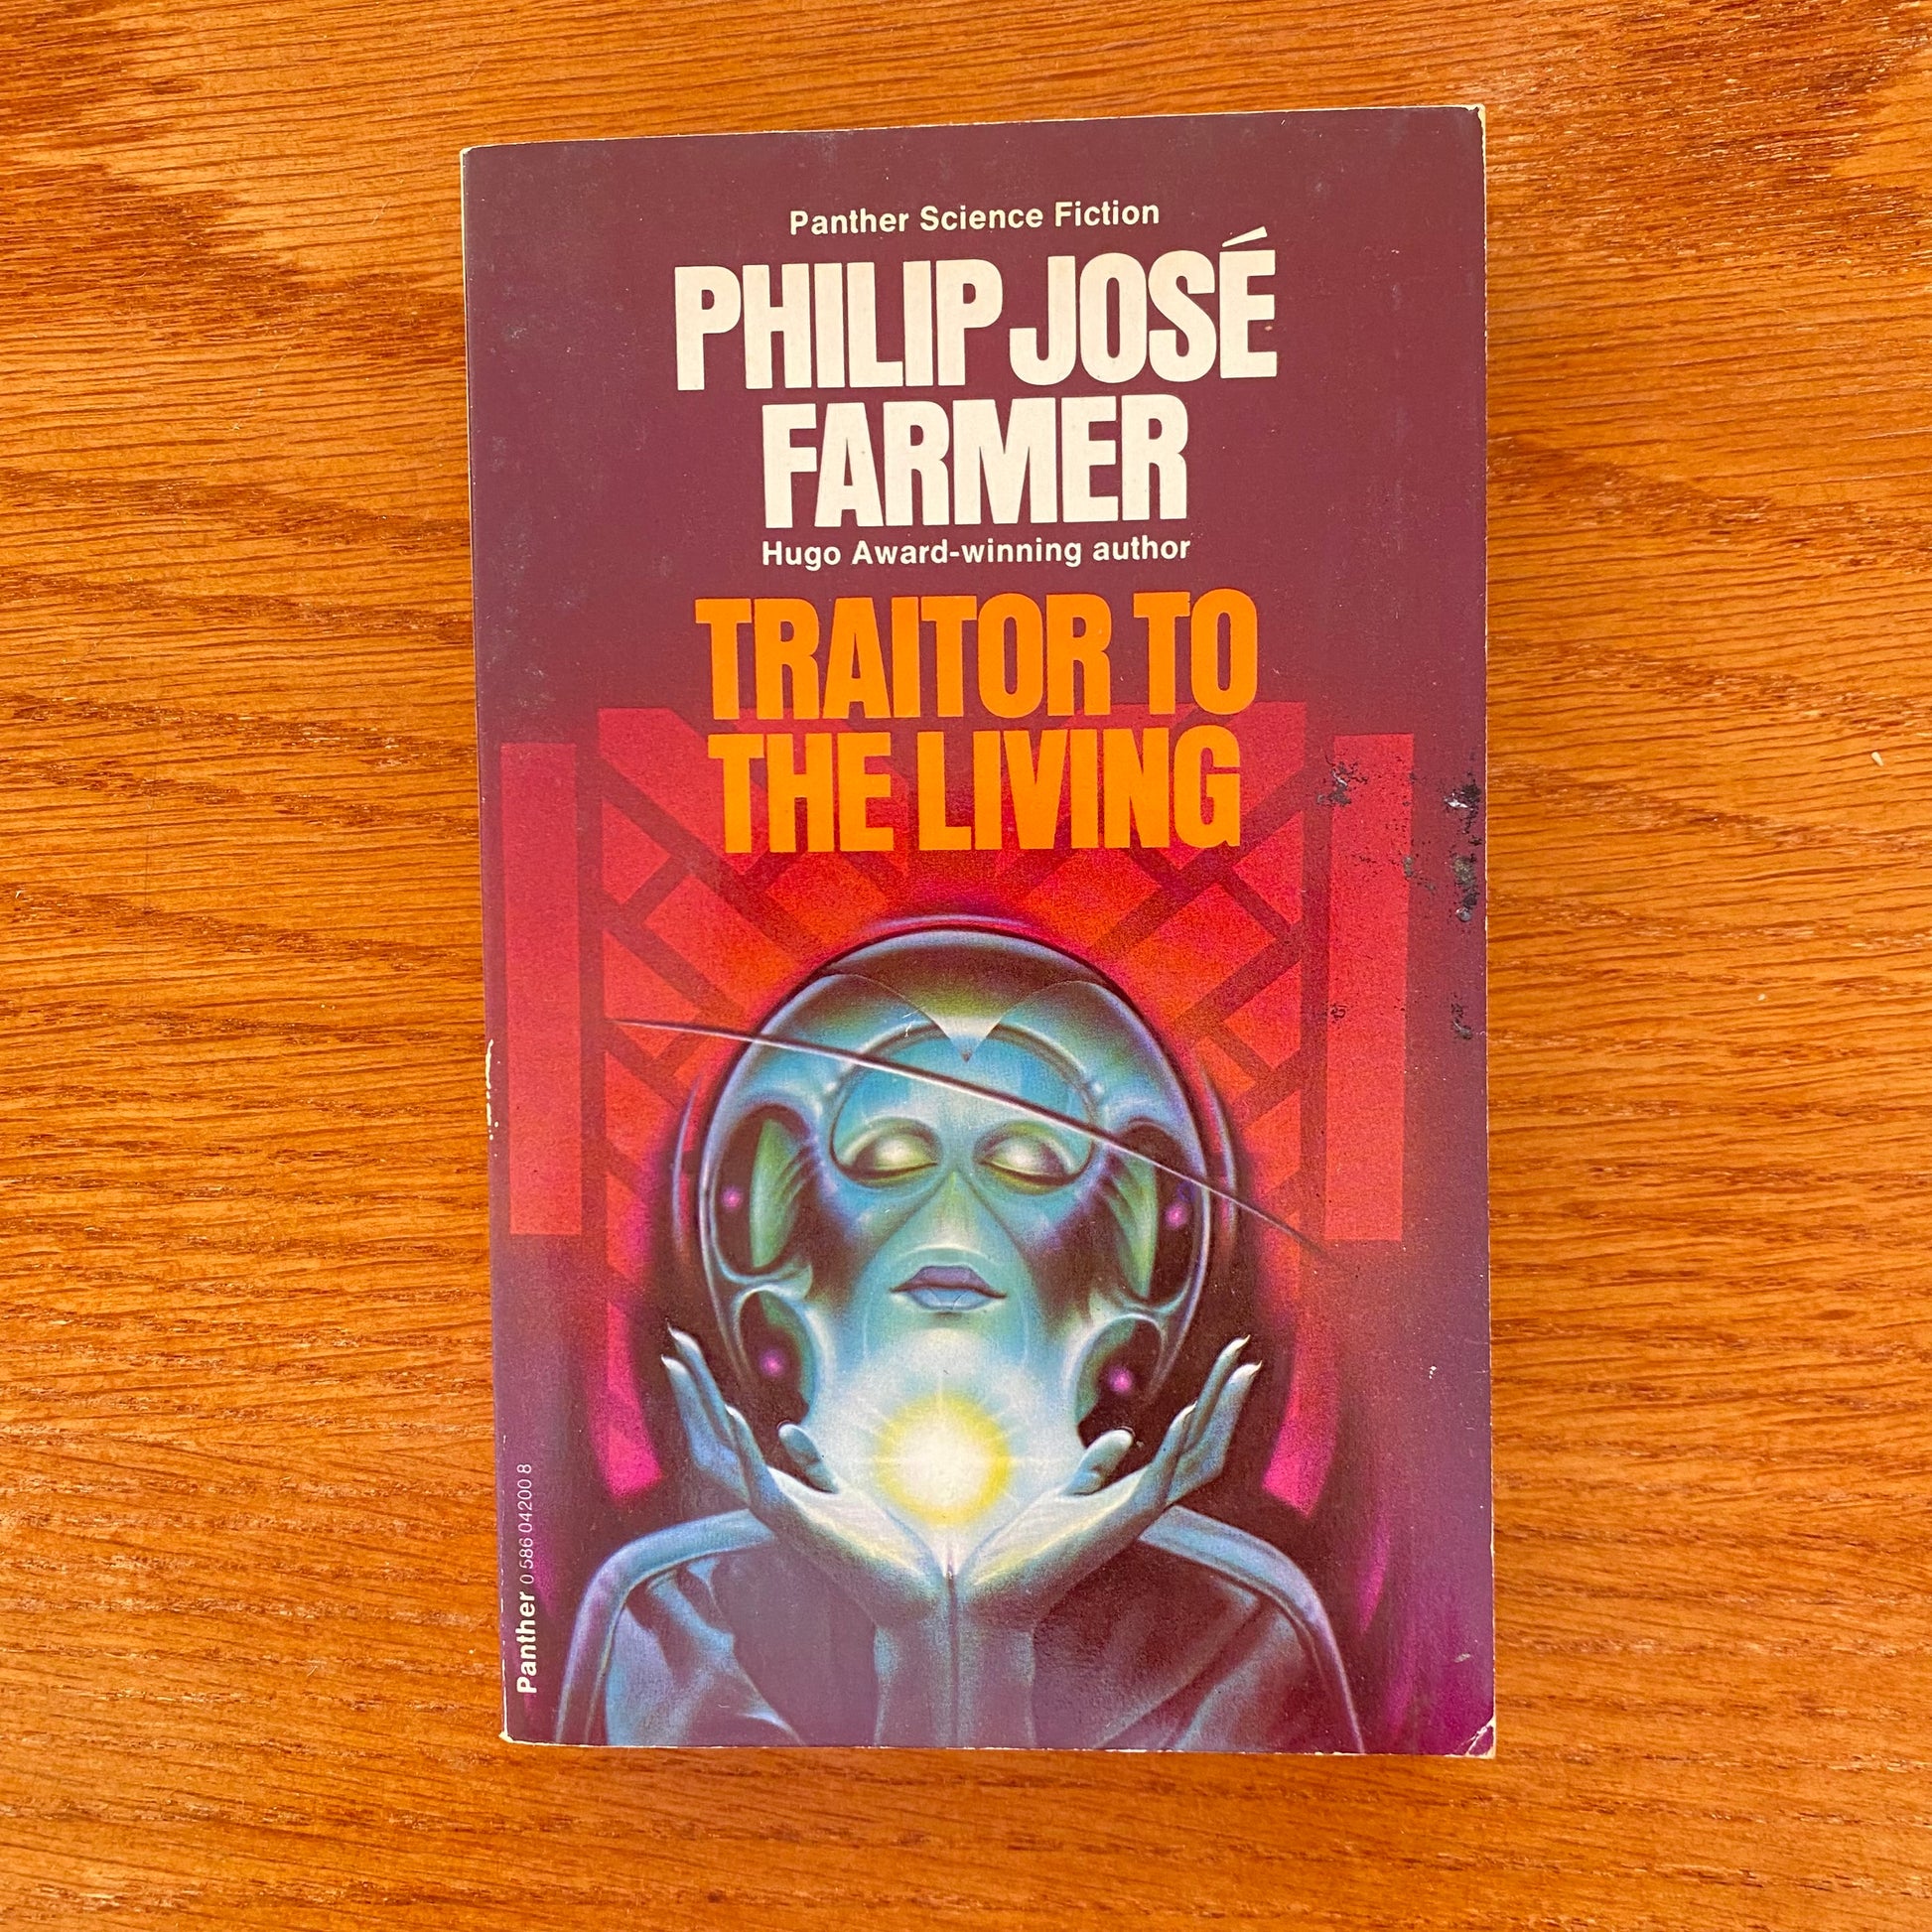 Panther Science Fiction
PHILIP JOSÉ
FARMER
Hugo Award-winning author
TRAITOR TO
THE LIVING
Panther 0 586 04200 8